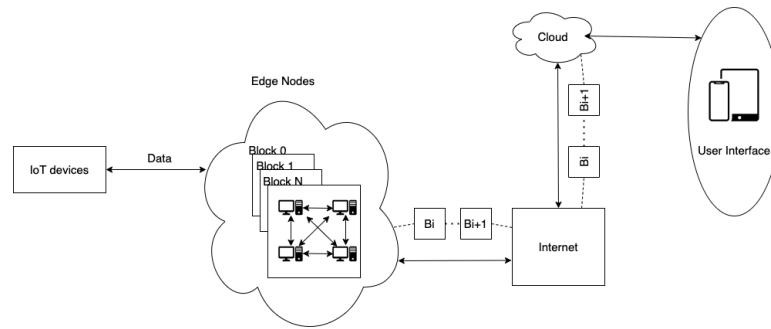 Cloud
Edge Nodes
Bi+1
Block 0
Data
Block 1
User Interface
Bi
IoT devices
Block N
Bi
Bi+1
Internet